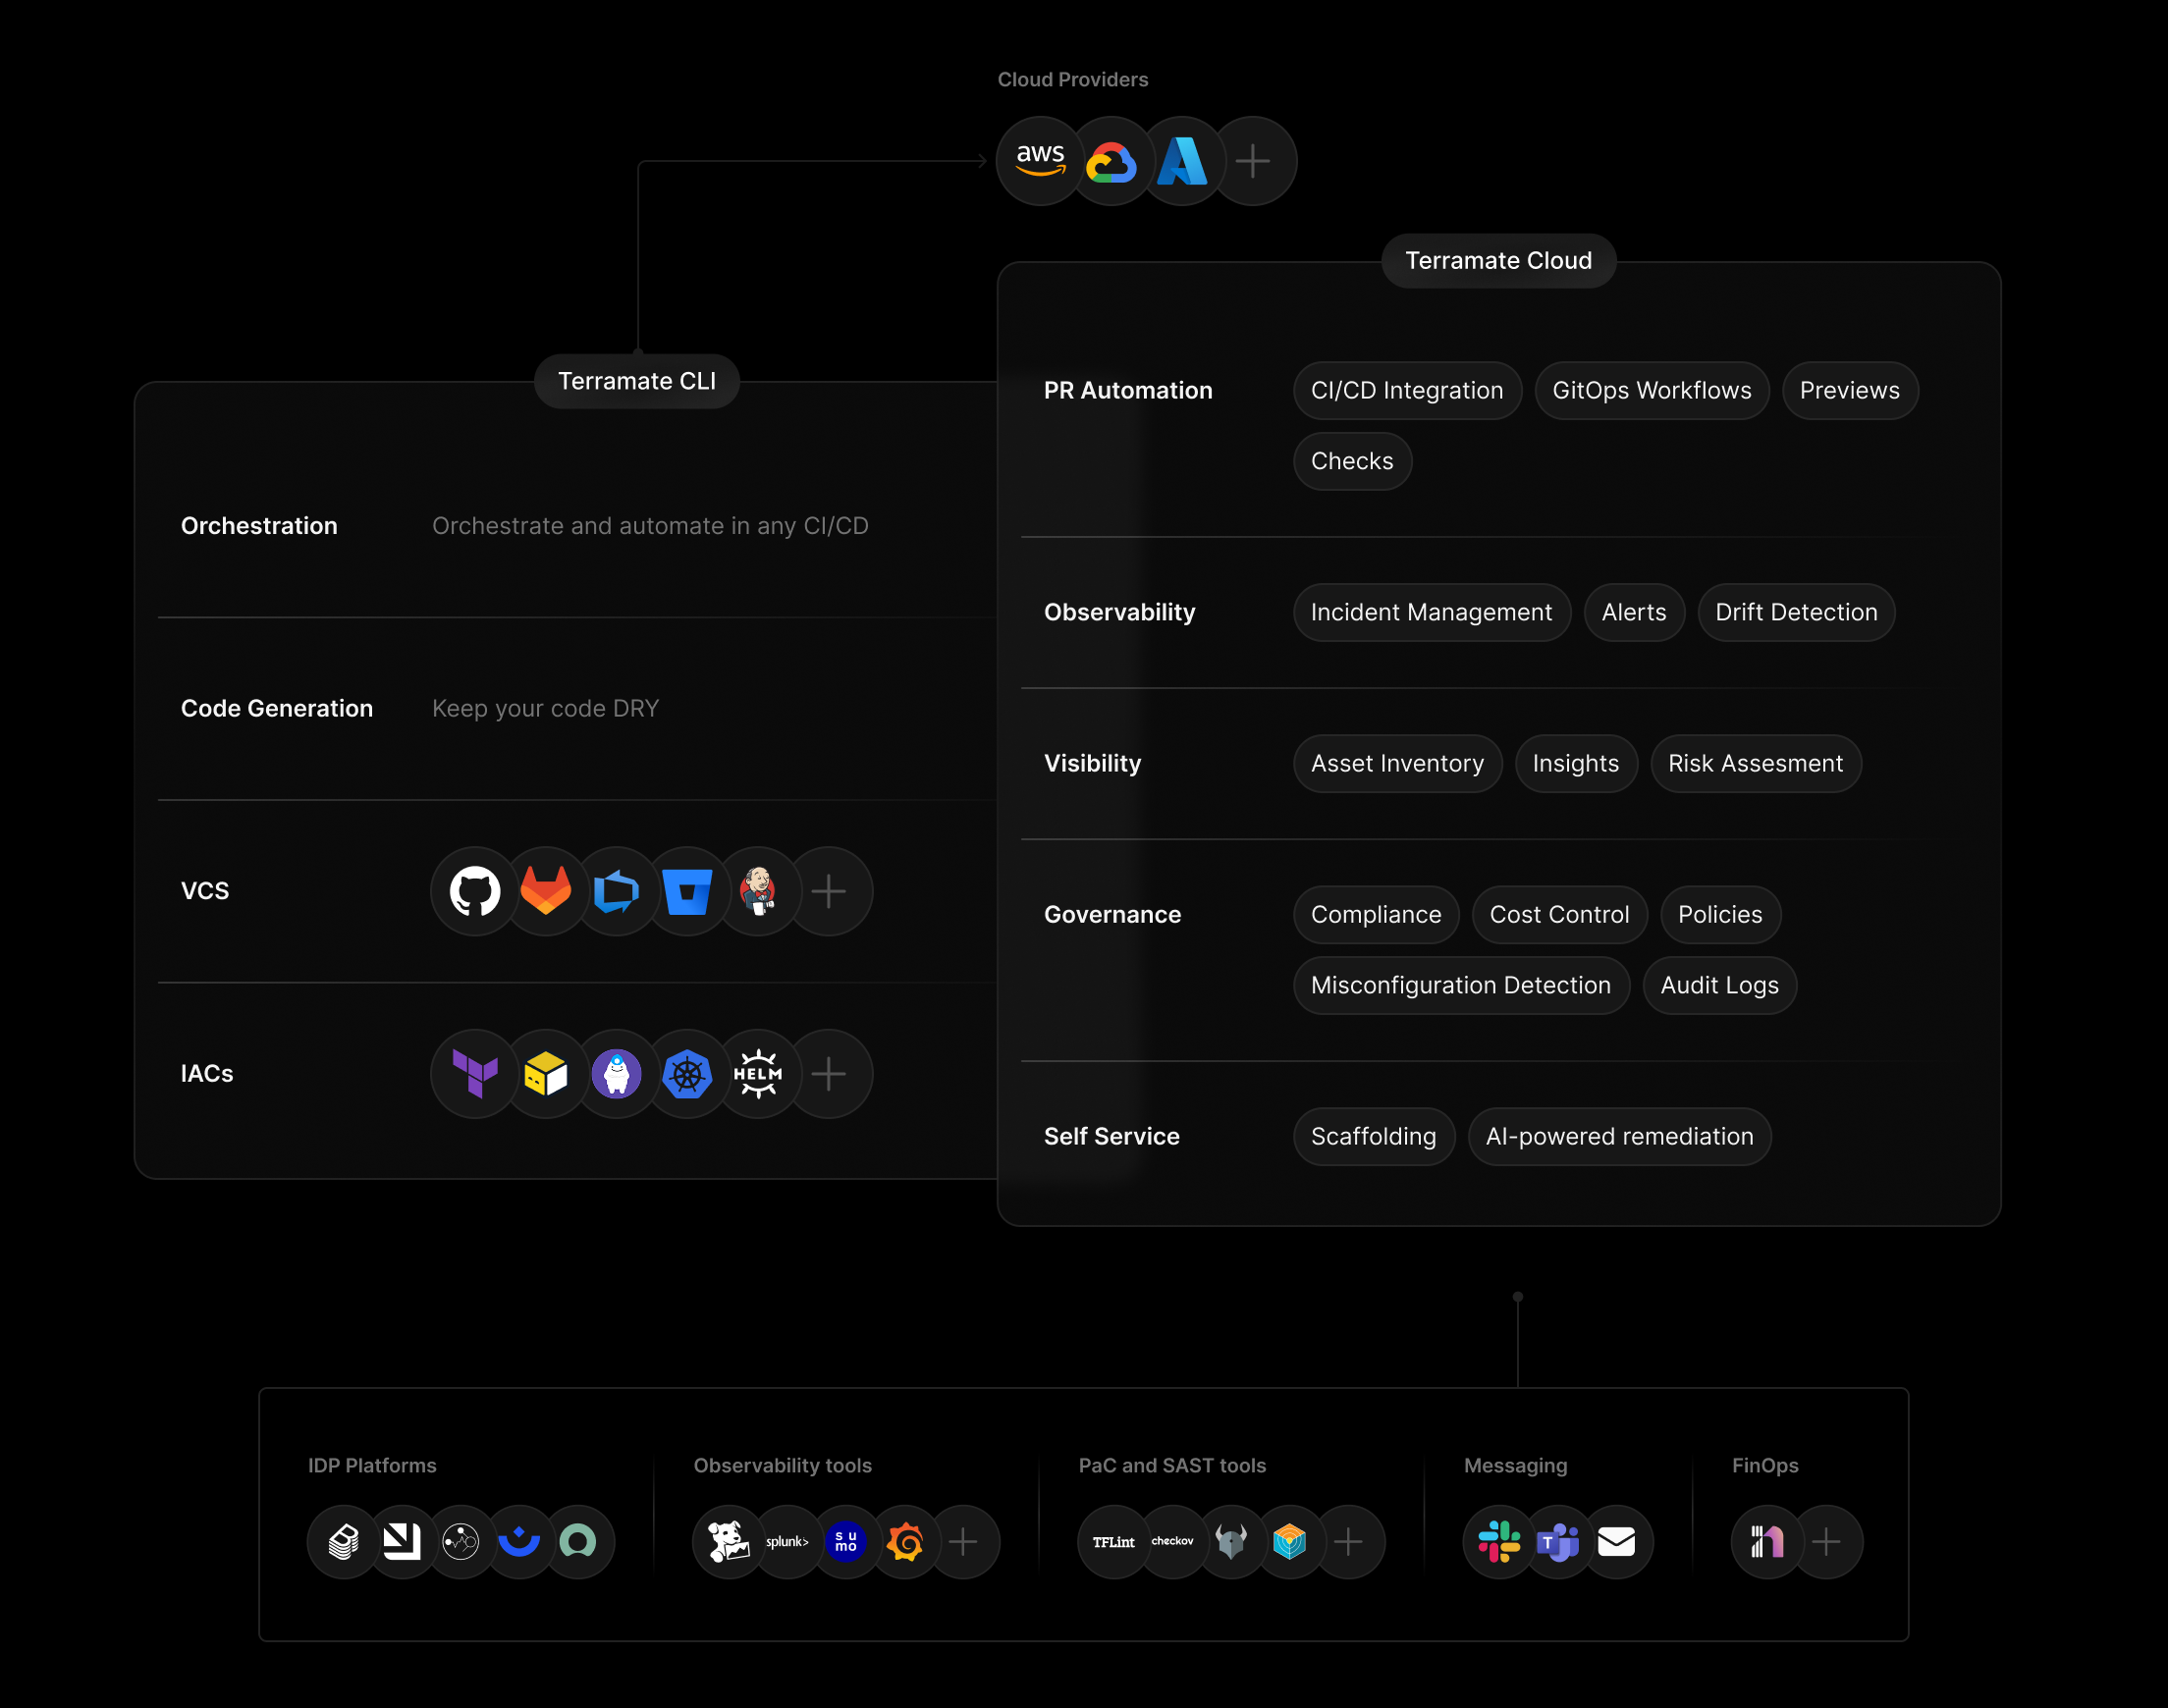 Cloud Providers
aws
Terramate Cloud
Terramate CLI
PR Automation CI/CD Integration GitOps Workflows Previews
Checks
Orchestration Orchestrate and automate in any CI/CD
Observability Incident Management Alerts Drift Detection
Code Generation Keep your code DRY
Visibility Asset Inventory Insights Risk Assesment
VCS
Governance Compliance Cost Control Policies
Misconfiguration Detection Audit Logs
IACs
HELM
Self Service Scaffolding AI-powered remediation
IDP Platforms Observability tools PaC and SAST tools Messaging FinOps
splunk> su TFLint checkov T
mo